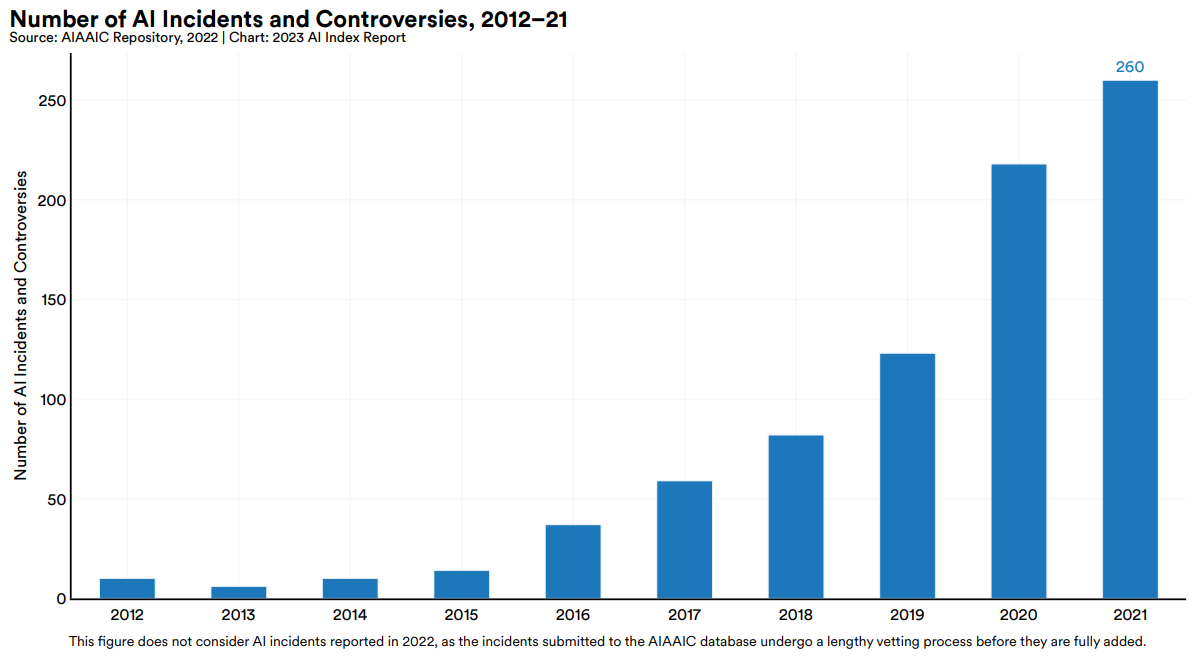 Number of AI Incidents and Controversies, 2012–21
Source: AIAAIC Repository, 2022 | Chart: 2023 AI Index Report
260
250
200
150
100
50
0
Number of AI Incidents and Controversies
2012 2013 2014 2015 2016 2017 2018 2019 2020 2021
This figure does not consider AI incidents reported in 2022, as the incidents submitted to the AIAAIC database undergo a lengthy vetting process before they are fully added.